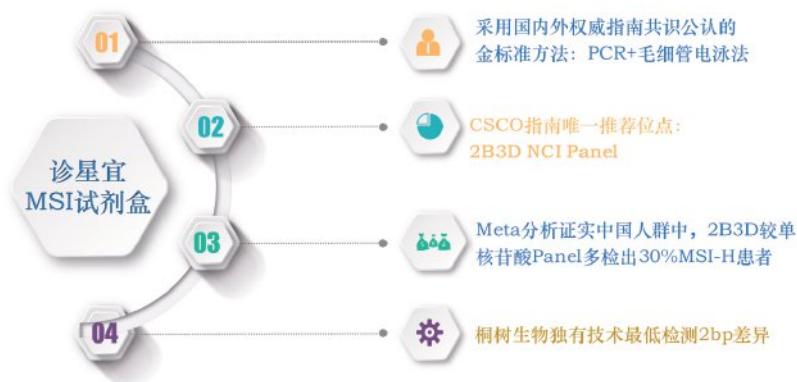 诊星宜
MSI试剂盒
01
采用国内外权威指南共识公认的
金标准方法：PCR+毛细管电泳法
02
CSCO指南唯一推荐位点：
2B3D NCI Panel
03
Meta分析证实中国人群中，2B3D较单
核苷酸Panel多检出30%MSI-H患者
04
桐树生物独有技术最低检测2bp差异